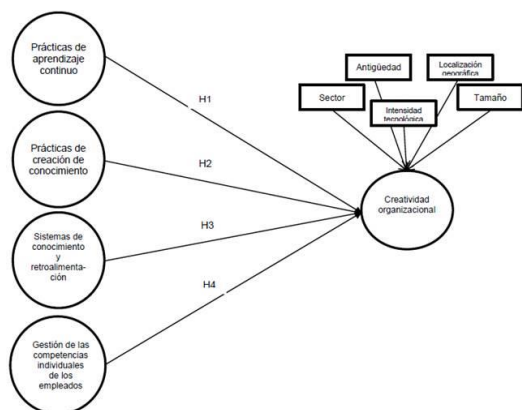 Prácticas de
aprendizaje
continuo
Prácticas de
creación de
conocimiento
Sistemas de
conocimiento
y
retroalimenta-
ción
Gestión de las
competencias
individuales
de los
empleados
H1
H2
H3
H4
Antigüedad
Localización
geográfica
Sector
Intensidad
tecnológica
Tamaño
Creatividad
organizacional